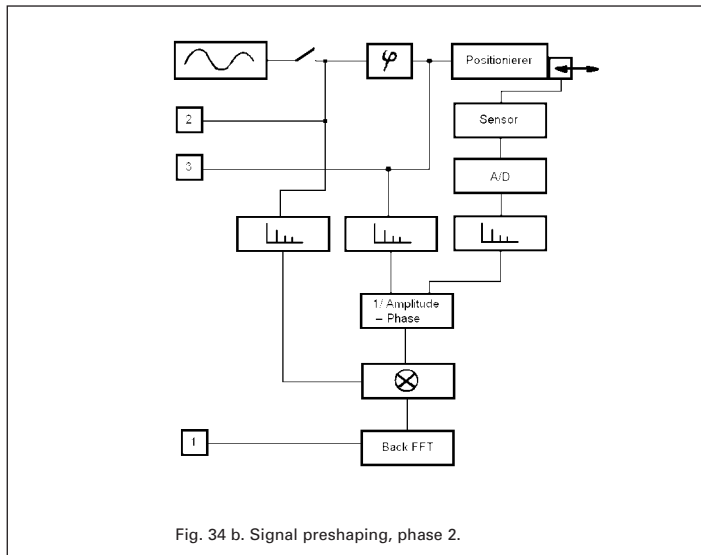 φ
Positionierer
2
Sensor
3
A/D
1/ Amplitude
– Phase
1
Back FFT
Fig. 34 b. Signal preshaping, phase 2.